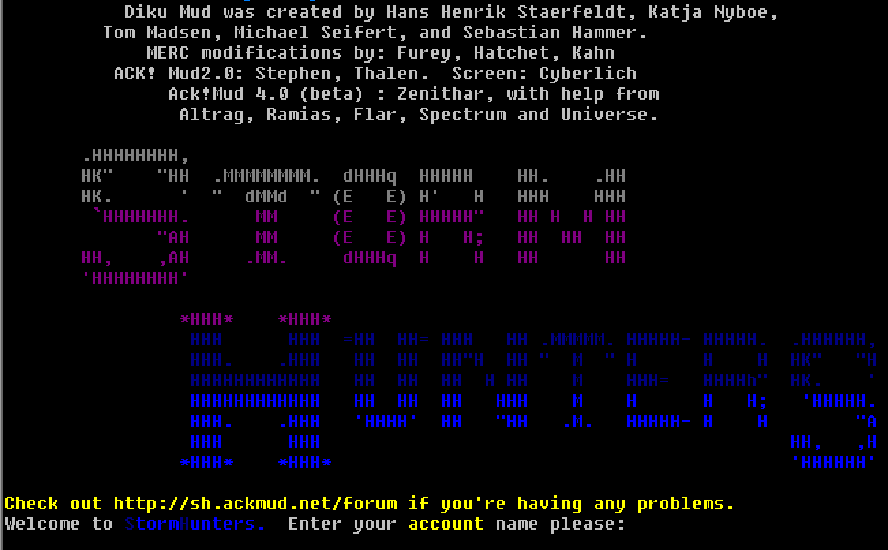 Diku Mud was created by Hans Henrik Staerfeldt, Katja Nyboe,
Tom Madsen, Michael Seifert, and Sebastian Hammer.
MERC modifications by: Furey, Hatchet, Kahn
ACK! Mud2.0: Stephen, Thalen.  Screen: Cyberlich
Ack!Mud 4.0 (beta) : Zenithar, with help from
Altrag, Ramias, Flar, Spectrum and Universe.
STORM
HUNTERS
Check out http://sh.ackmud.net/forum if you're having any problems.
Welcome to StormHunters.  Enter your account name please: